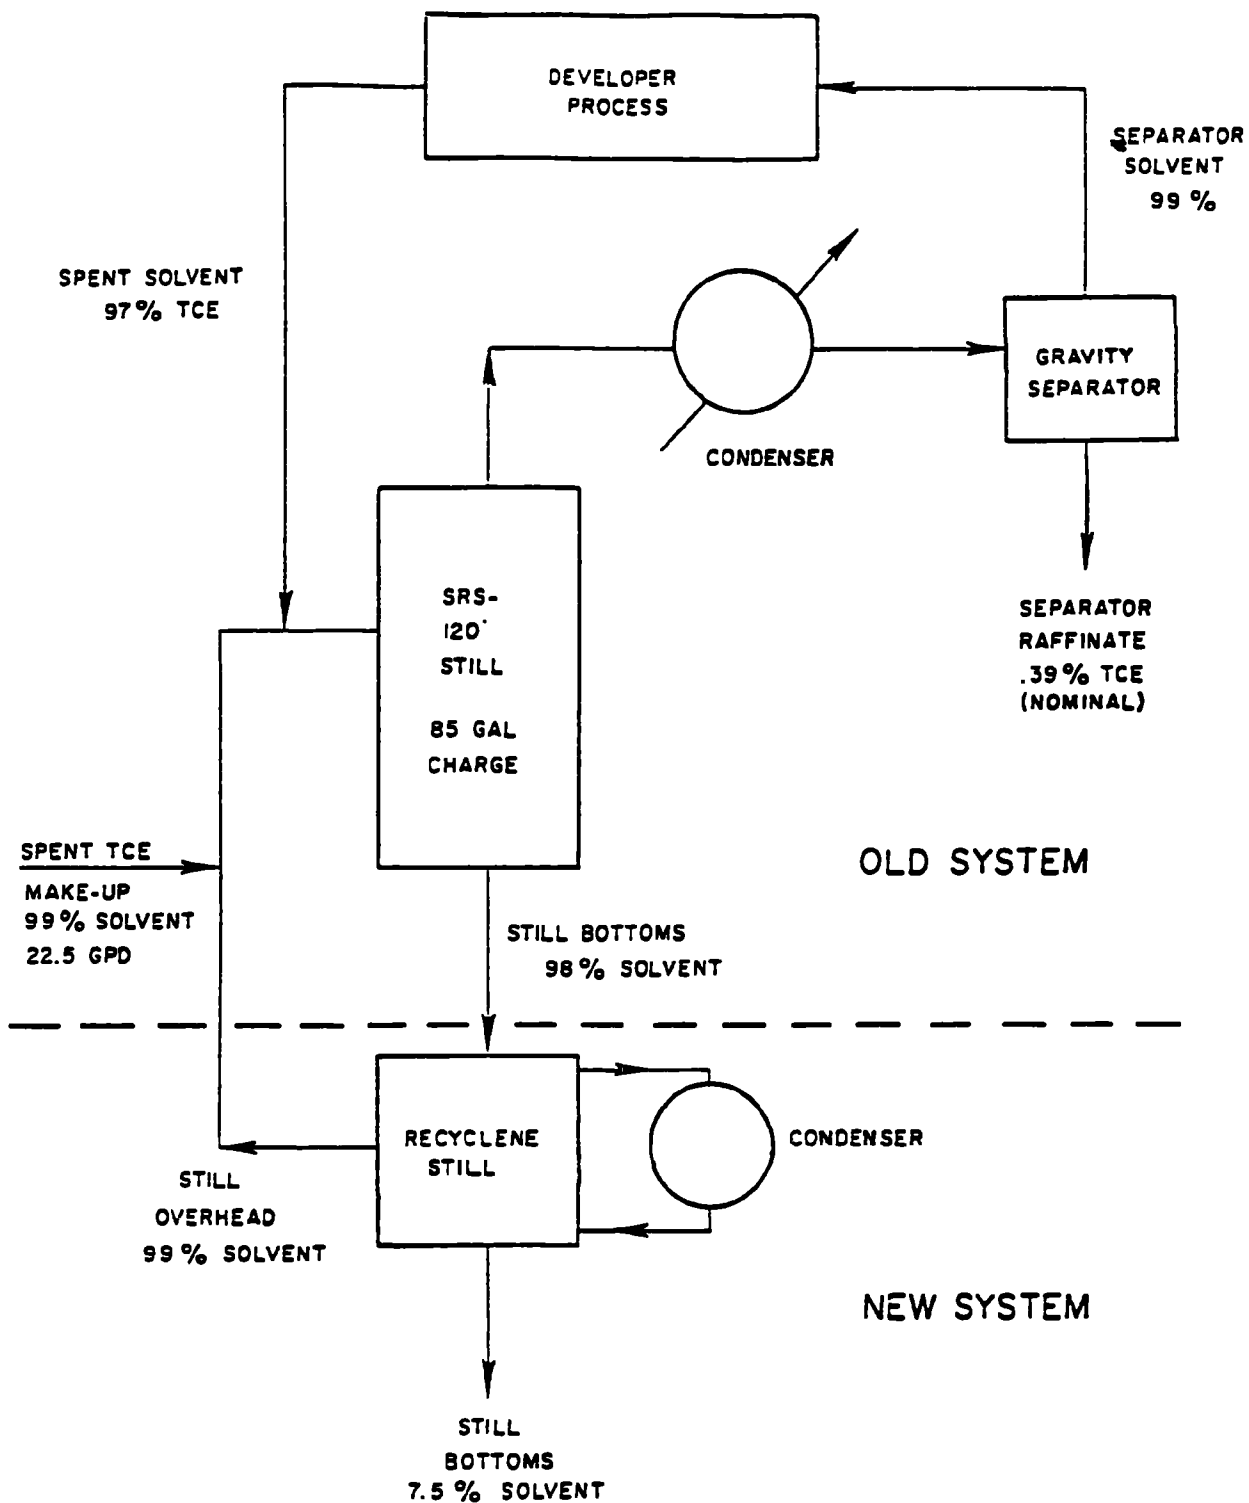 DEVELOPER
PROCESS
SEPARATOR
SOLVENT
99 %
SPENT SOLVENT
97% TCE
GRAVITY
SEPARATOR
CONDENSER
SRS-
120
STILL
85 GAL
CHARGE
SEPARATOR
RAFFINATE
.39% TCE
(NOMINAL)
SPENT TCE
MAKE-UP
99% SOLVENT
22.5 GPD
OLD SYSTEM
STILL BOTTOMS
98% SOLVENT
RECYCLENE
STILL
CONDENSER
STILL
OVERHEAD
99% SOLVENT
NEW SYSTEM
STILL
BOTTOMS
7.5 % SOLVENT